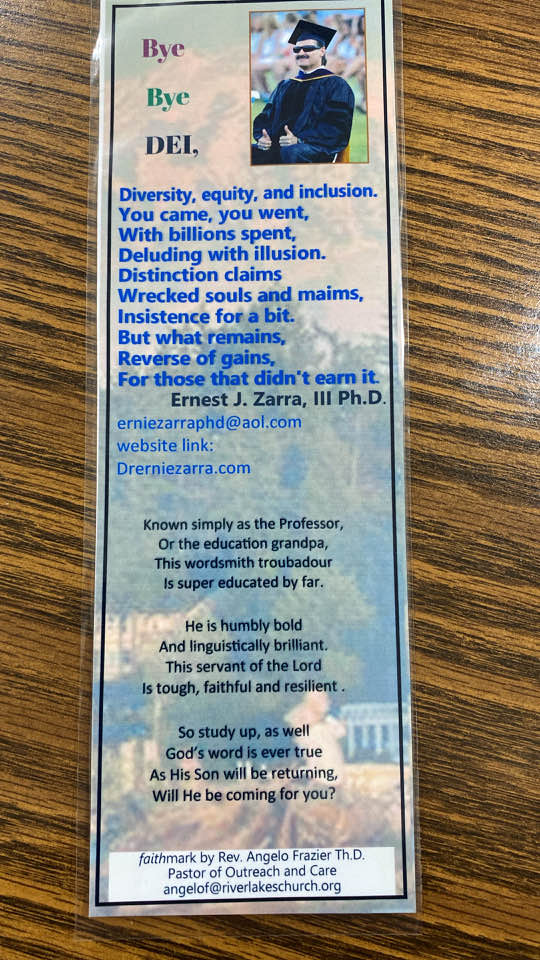 Bye
Bye
DEI,
Diversity, equity, and inclusion.
You came, you went,
With billions spent,
Deluding with illusion.
Distinction claims
Wrecked souls and maims,
Insistence for a bit.
But what remains,
Reverse of gains,
For those that didn't earn it.
Ernest J. Zarra, III Ph.D.
erniezarraphd@aol.com
website link:
Drerniezarra.com
Known simply as the Professor,
Or the education grandpa,
This wordsmith troubadour
Is super educated by far.
He is humbly bold
And linguistically brilliant.
This servant of the Lord
Is tough, faithful and resilient .
So study up, as well
God's word is ever true
As His Son will be returning,
Will He be coming for you?
faithmark by Rev. Angelo Frazier Th.D.
Pastor of Outreach and Care
angelof@riverlakeschurch.org